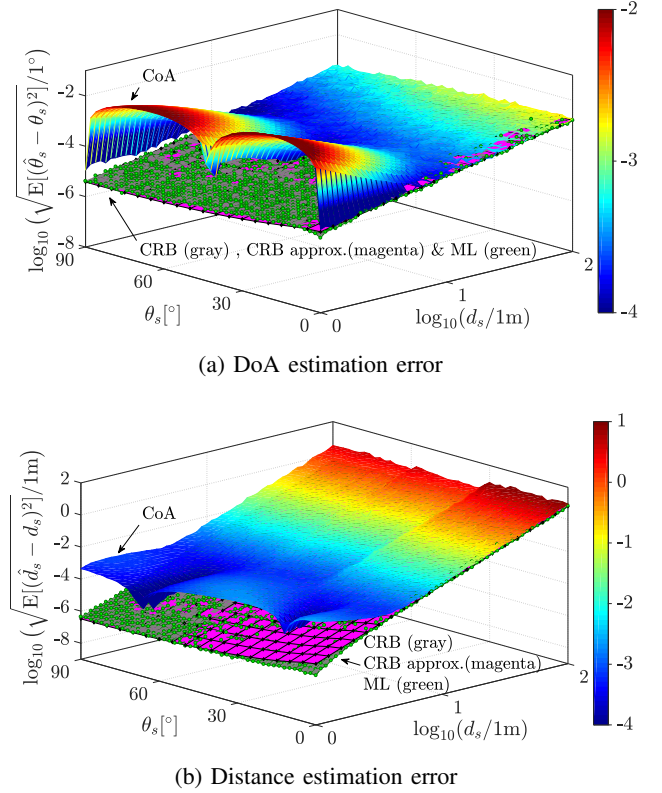 -2
-3
-4
CoA
-2
-4
-6
-8
log₁₀ (√E[(θ̂ₛ − θₛ)²]/1°)
CRB (gray) , CRB approx.(magenta) & ML (green)
90
60
30
0
θₛ[°]
0
1
2
log₁₀(dₛ/1m)
(a) DoA estimation error
1
0
-1
-2
-3
-4
CoA
2
0
-2
-4
-6
-8
log₁₀ (√E[(d̂ₛ − dₛ)²]/1m)
CRB (gray)
CRB approx.(magenta)
ML (green)
90
60
30
0
θₛ[°]
0
1
2
log₁₀(dₛ/1m)
(b) Distance estimation error